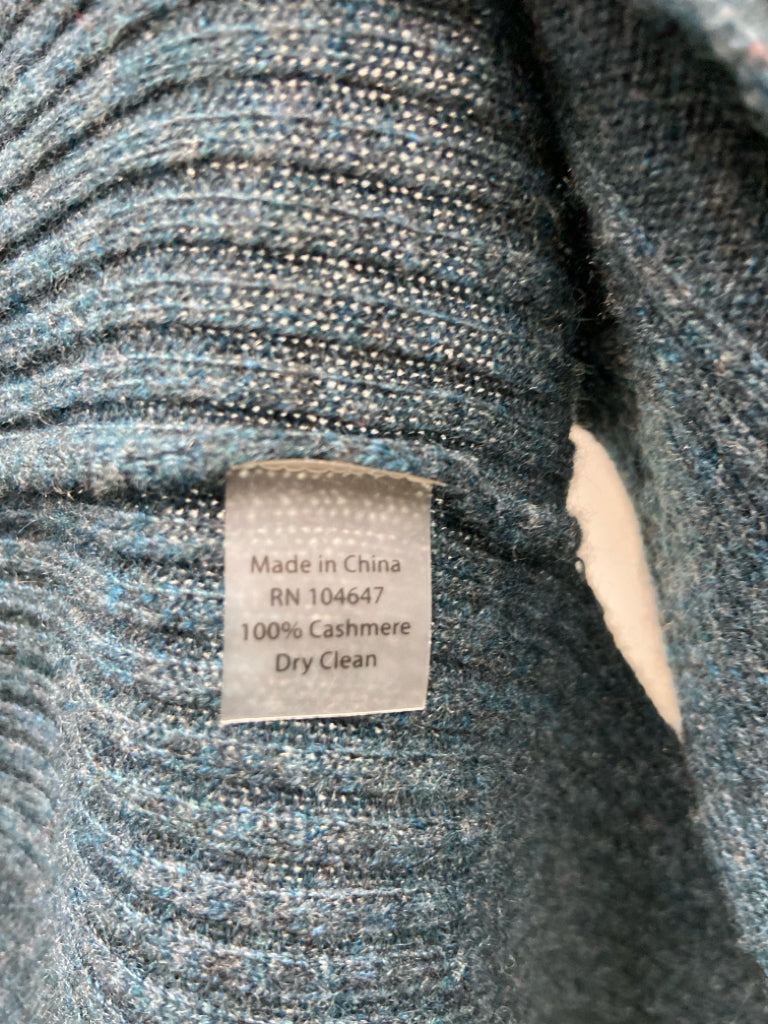 Made in China
RN 104647
100% Cashmere
Dry Clean